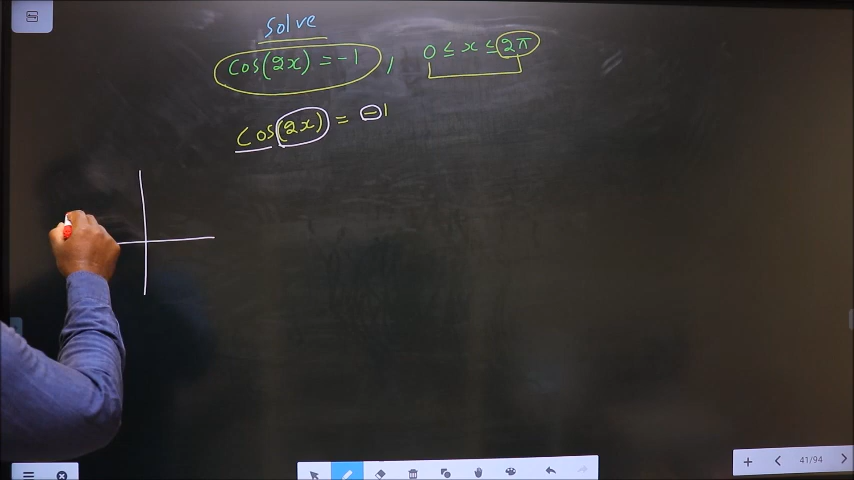 Solve
Cos(2x) = -1 , 0 ≤ x ≤ 2π
Cos(2x) = -1
41/94